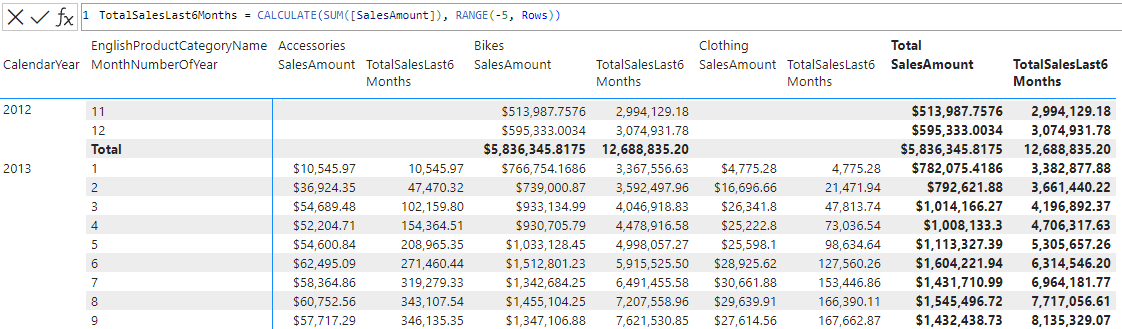 1 TotalSalesLast6Months = CALCULATE(SUM([SalesAmount]), RANGE(-5, Rows))
EnglishProductCategoryName Accessories Bikes Clothing Total
CalendarYear MonthNumberOfYear SalesAmount TotalSalesLast6 SalesAmount TotalSalesLast6 SalesAmount TotalSalesLast6 SalesAmount TotalSalesLast6
Months Months Months Months
2012 11 $513,987.7576 2,994,129.18 $513,987.7576 2,994,129.18
12 $595,333.0034 3,074,931.78 $595,333.0034 3,074,931.78
Total $5,836,345.8175 12,688,835.20 $5,836,345.8175 12,688,835.20
2013 1 $10,545.97 10,545.97 $766,754.1686 3,367,556.63 $4,775.28 4,775.28 $782,075.4186 3,382,877.88
2 $36,924.35 47,470.32 $739,000.87 3,592,497.96 $16,696.66 21,471.94 $792,621.88 3,661,440.22
3 $54,689.48 102,159.80 $933,134.99 4,046,918.83 $26,341.8 47,813.74 $1,014,166.27 4,196,892.37
4 $52,204.71 154,364.51 $930,705.79 4,478,916.58 $25,222.8 73,036.54 $1,008,133.3 4,706,317.63
5 $54,600.84 208,965.35 $1,033,128.45 4,998,057.27 $25,598.1 98,634.64 $1,113,327.39 5,305,657.26
6 $62,495.09 271,460.44 $1,512,801.23 5,915,525.50 $28,925.62 127,560.26 $1,604,221.94 6,314,546.20
7 $58,364.86 319,279.33 $1,342,684.25 6,491,455.58 $30,661.88 153,446.86 $1,431,710.99 6,964,181.77
8 $60,752.56 343,107.54 $1,455,104.25 7,207,558.96 $29,639.91 166,390.11 $1,545,496.72 7,717,056.61
9 $57,717.29 346,135.35 $1,347,106.88 7,621,530.85 $27,614.56 167,662.87 $1,432,438.73 8,135,329.07